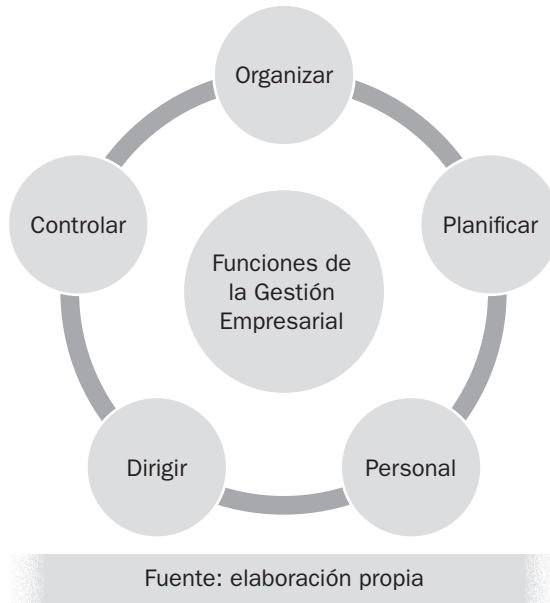 Organizar
Controlar
Planificar
Funciones de
la Gestión
Empresarial
Dirigir
Personal
Fuente: elaboración propia